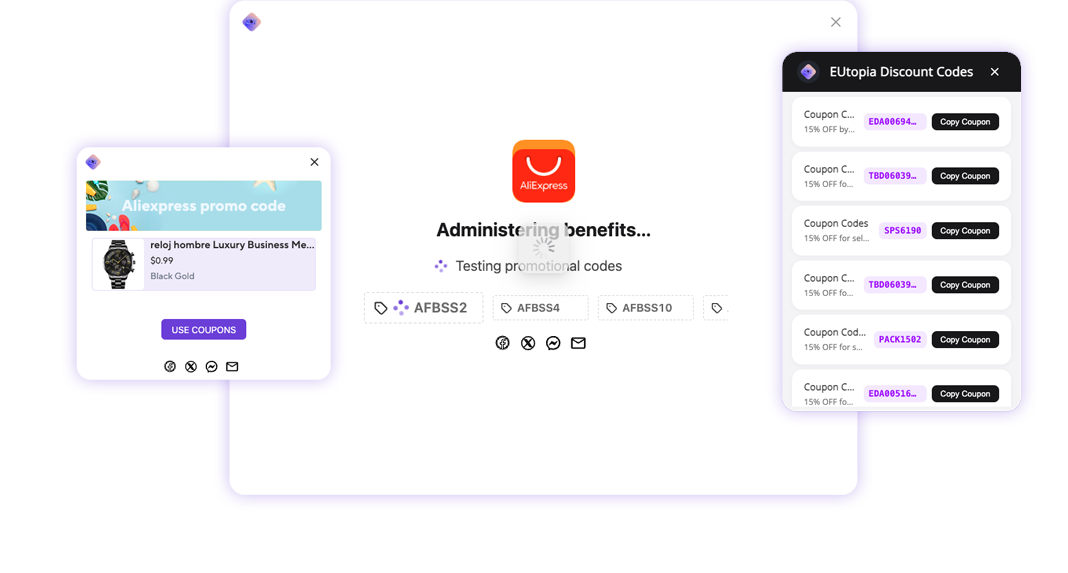 Aliexpress promo code
reloj hombre Luxury Business Me...
$0.99
Black Gold
USE COUPONS
AliExpress
Administering benefits...
Testing promotional codes
AFBSS2
AFBSS4
AFBSS10
EUtopia Discount Codes
Coupon C...
15% OFF by...
EDA00694...
Copy Coupon
Coupon C...
15% OFF fo...
TBD06039...
Copy Coupon
Coupon Codes
15% OFF for sel...
SPS6190
Copy Coupon
Coupon C...
15% OFF fo...
TBD06039...
Copy Coupon
Coupon Cod...
15% OFF for s...
PACK1502
Copy Coupon
Coupon C...
15% OFF fo...
EDA00516...
Copy Coupon